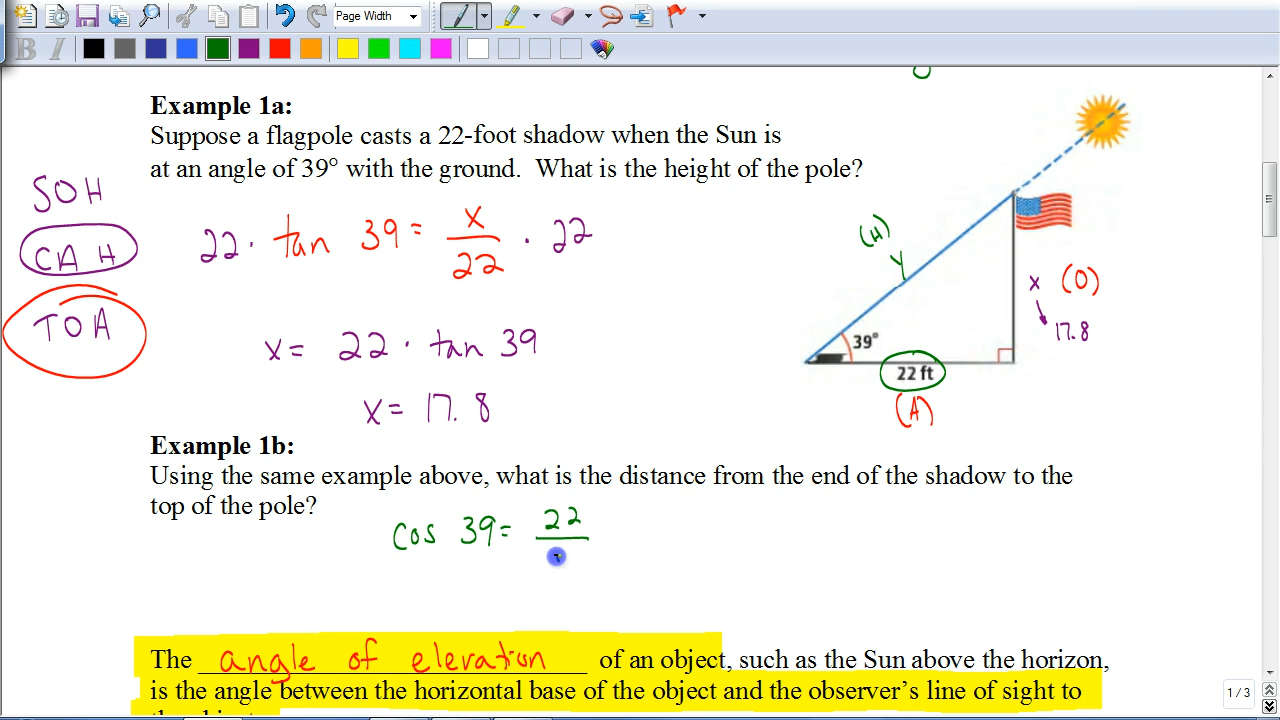 Page Width
B I
Example 1a:
Suppose a flagpole casts a 22-foot shadow when the Sun is
at an angle of 39° with the ground. What is the height of the pole?
SOH
CAH
TOA
22 · tan 39 = x/22 · 22
x = 22 · tan 39
x = 17.8
(H)
y
x (O)
17.8
39°
22 ft
(A)
Example 1b:
Using the same example above, what is the distance from the end of the shadow to the
top of the pole?
cos 39 = 22
The angle of elevation of an object, such as the Sun above the horizon,
is the angle between the horizontal base of the object and the observer's line of sight to
1 / 3